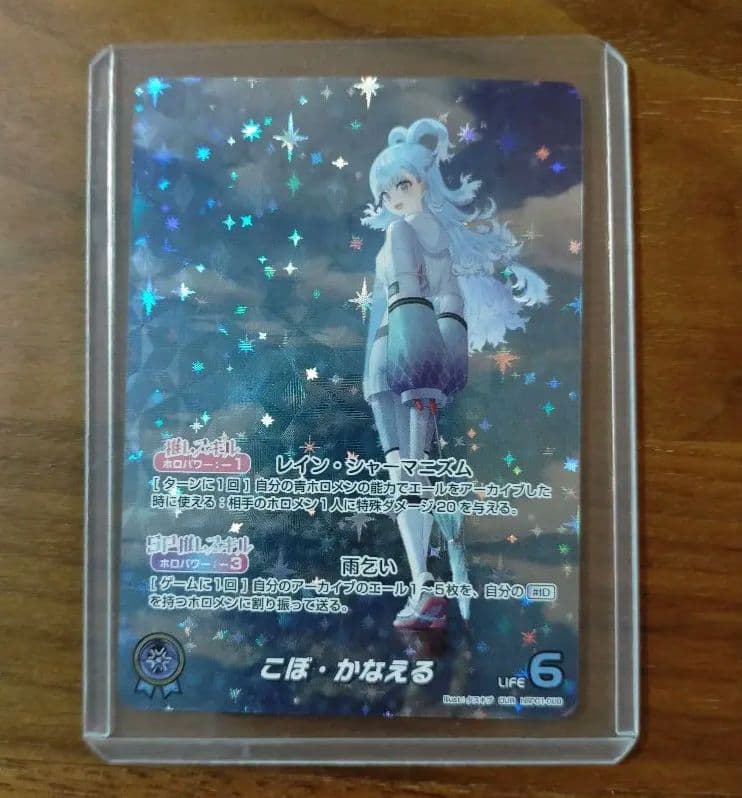 推しスキル
ホロパワー：－1
レイン・シャーマニズム
[ターンに1回]自分の青ホロメンの能力でエールをアーカイブした
時に使える：相手のホロメン1人に特殊ダメージ20を与える。
SP推しスキル
ホロパワー：－3
雨乞い
[ゲームに1回]自分のアーカイブのエール1～5枚を、自分の #ID
を持つホロメンに割り振って送る。
こぼ・かなえる
LIFE 6
Illust: OUR